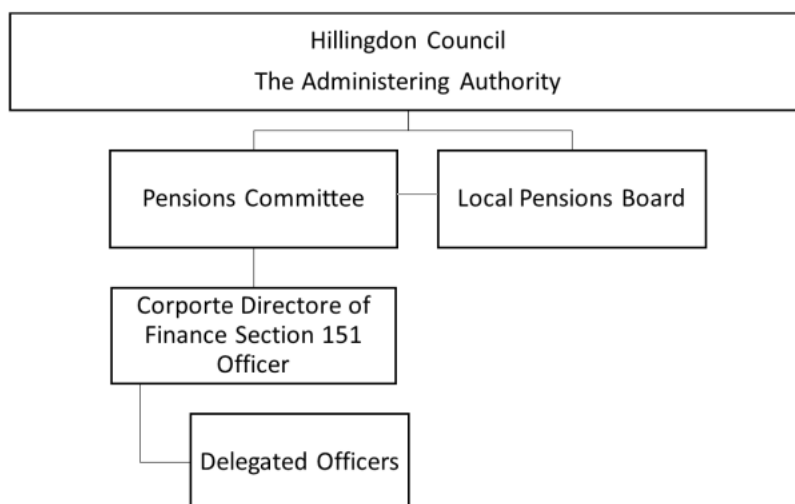 Hillingdon Council
The Administering Authority
Pensions Committee
Local Pensions Board
Corporte Directore of
Finance Section 151
Officer
Delegated Officers